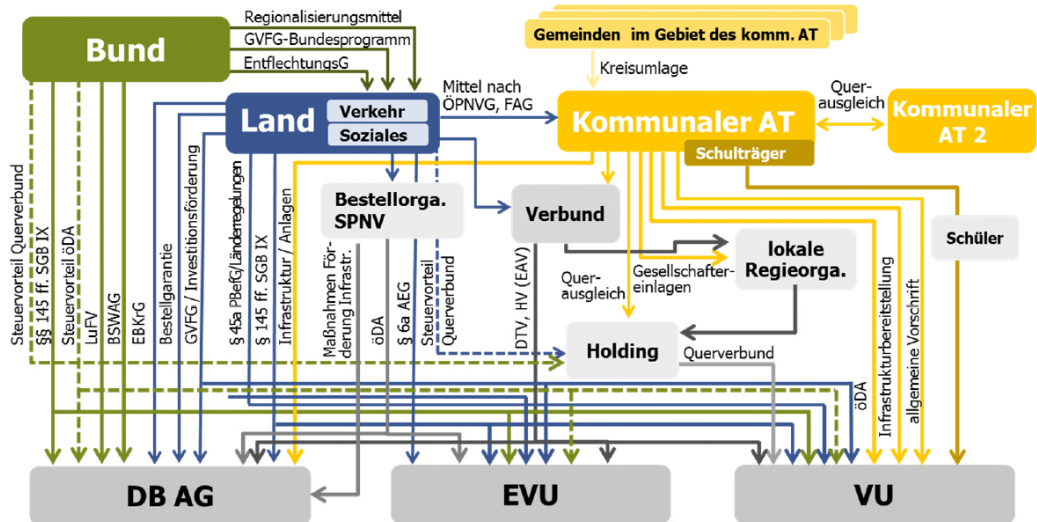 Regionalisierungsmittel
GVFG-Bundesprogramm
EntflechtungsG
Bund
Gemeinden im Gebiet des komm. AT
Kreisumlage
Mittel nach
ÖPNVG, FAG
Land
Verkehr
Soziales
Kommunaler AT
Schulträger
Quer-
ausgleich
Kommunaler
AT 2
Steuervorteil Querverbund
§§ 145 ff. SGB IX
Steuervorteil öDA
LuFV
BSWAG
EBKrG
Bestellgarantie
GVFG / Investitionsförderung
§ 45a PBefG/Länderregelungen
§ 145 ff. SGB IX
Infrastruktur / Anlagen
Bestellorga.
SPNV
Maßnahmen För-
derung Infrastr.
öDA
§ 6a AEG
Steuervorteil
Querverbund
Verbund
DTV, HV (EAV)
Quer-
ausgleich
Gesellschafter-
einlagen
lokale
Regieorga.
Holding
Querverbund
öDA
Infrastrukturbereitstellung
allgemeine Vorschrift
Schüler
DB AG
EVU
VU